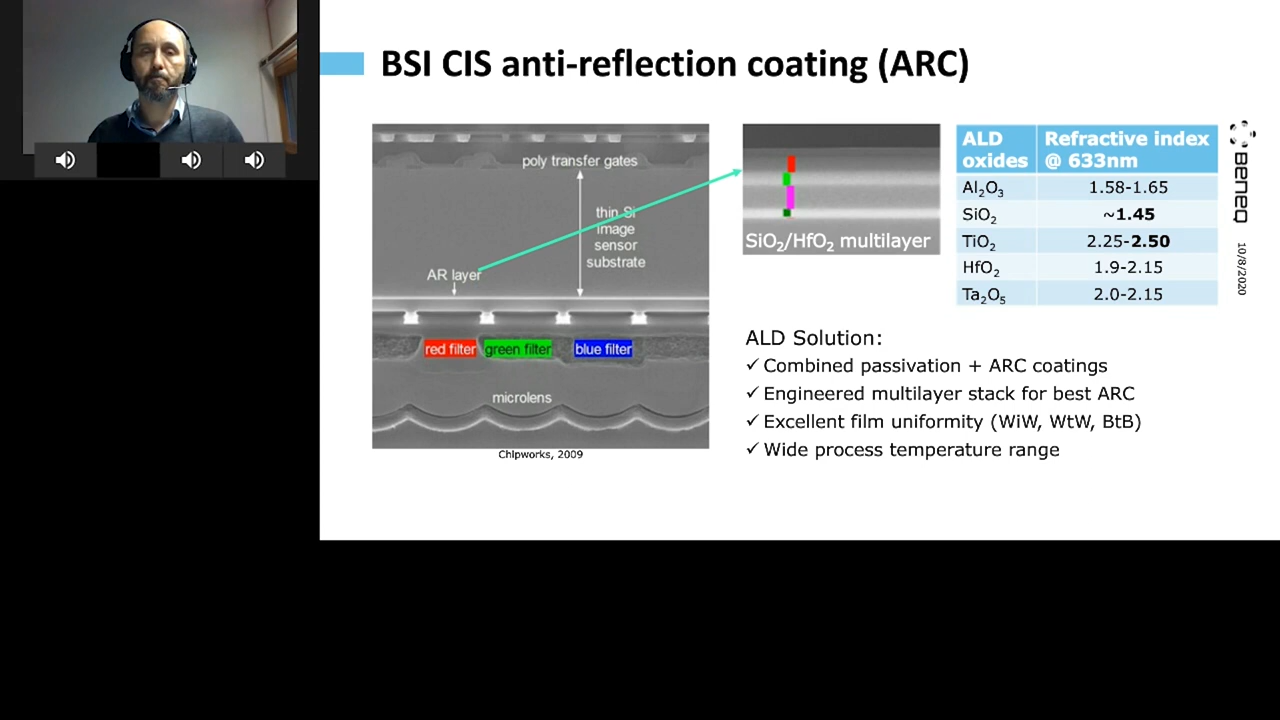 BSI CIS anti-reflection coating (ARC)
poly transfer gates
thin Si
image
sensor
substrate
AR layer
red filter
green filter
blue filter
microlens
Chipworks, 2009
SiO₂/HfO₂ multilayer
ALD oxides Refractive index @ 633nm
Al₂O₃ 1.58-1.65
SiO₂ ~1.45
TiO₂ 2.25-2.50
HfO₂ 1.9-2.15
Ta₂O₅ 2.0-2.15
ALD Solution:
✓ Combined passivation + ARC coatings
✓ Engineered multilayer stack for best ARC
✓ Excellent film uniformity (WiW, WtW, BtB)
✓ Wide process temperature range
BENEQ
10/8/2020